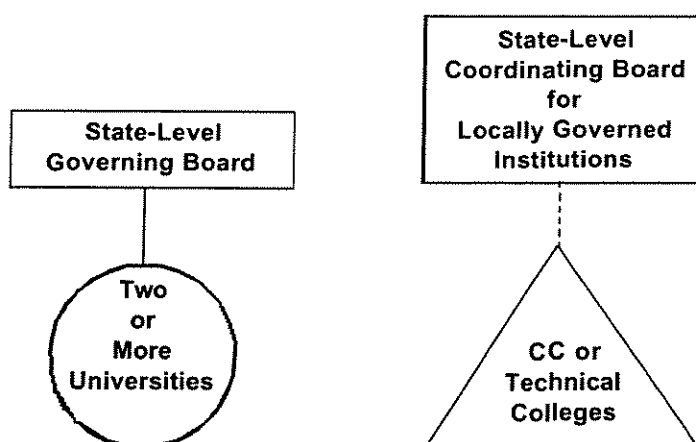 State-Level
Governing Board
Two
or
More
Universities
State-Level
Coordinating Board
for
Locally Governed
Institutions
CC or
Technical
Colleges